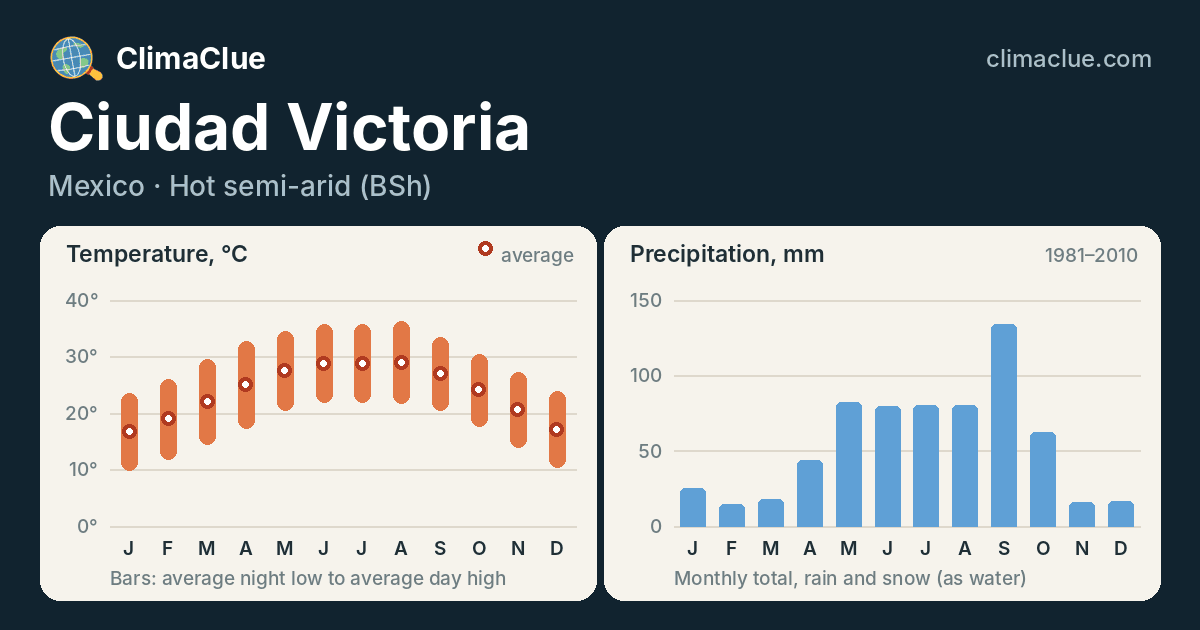 ClimaClue
climaclue.com
Ciudad Victoria
Mexico · Hot semi-arid (BSh)
Temperature, °C
average
40°
30°
20°
10°
0°
J F M A M J J A S O N D
Bars: average night low to average day high
Precipitation, mm
1981–2010
150
100
50
0
J F M A M J J A S O N D
Monthly total, rain and snow (as water)